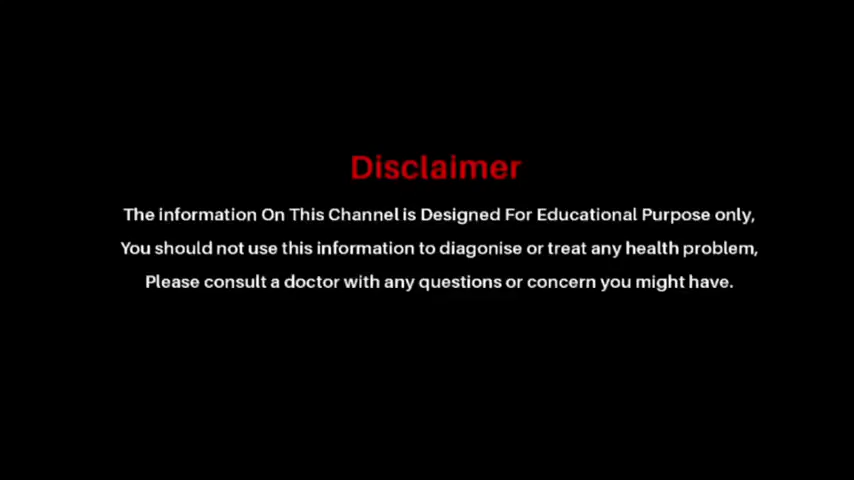 Disclaimer
The information On This Channel is Designed For Educational Purpose only,
You should not use this information to diagonise or treat any health problem,
Please consult a doctor with any questions or concern you might have.